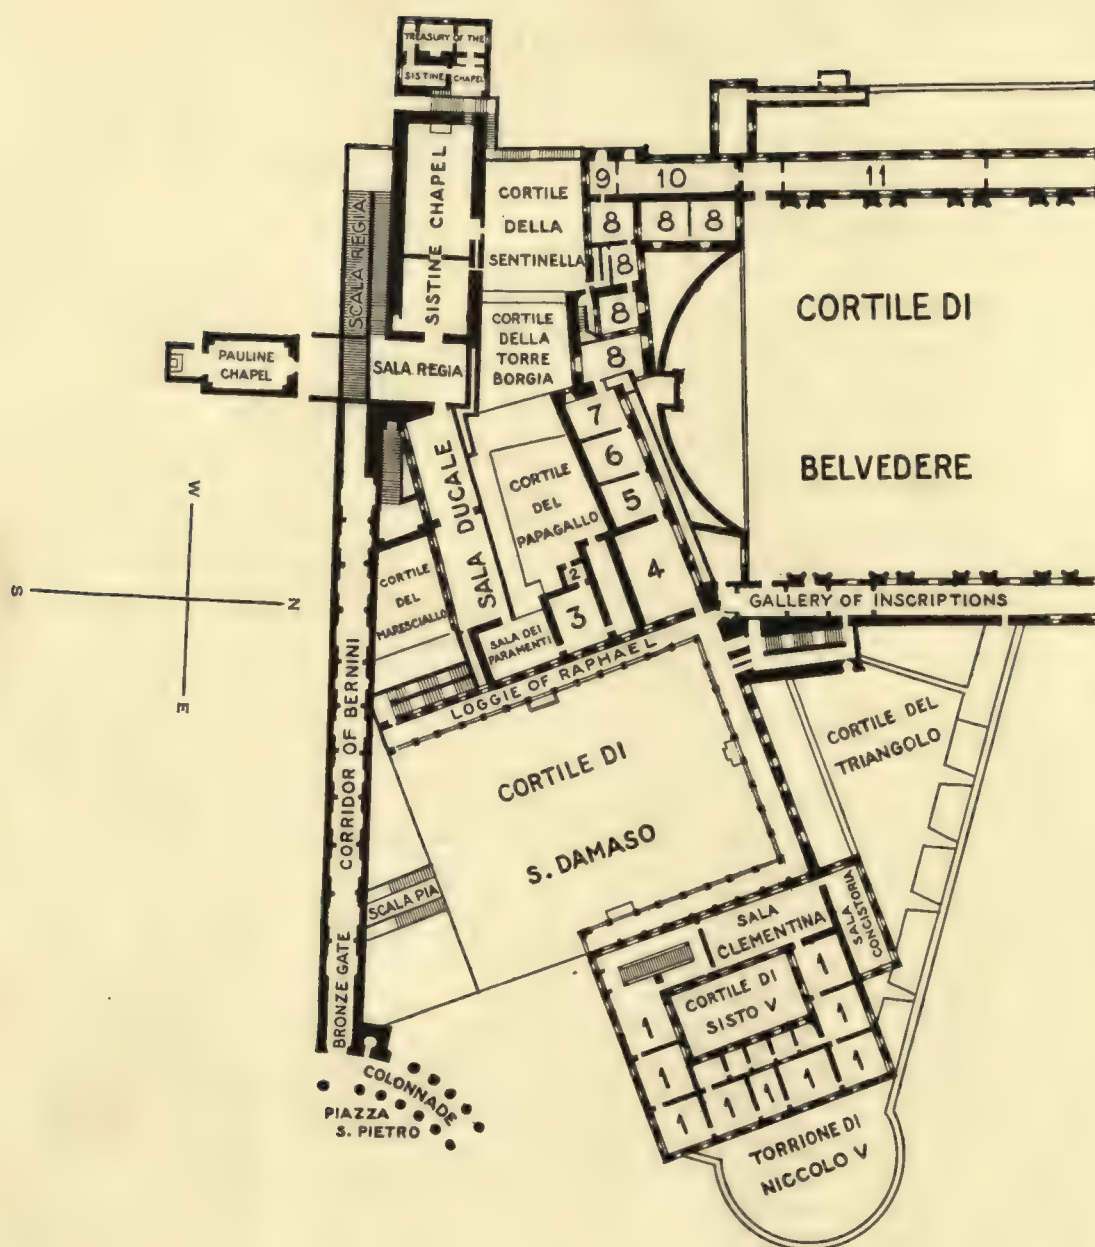 TREASURY OF THE
SISTINE CHAPEL
SISTINE CHAPEL
SCALA REGIA
CORTILE
DELLA
SENTINELLA
9
10
11
8
8
8
8
8
8
CORTILE DI
BELVEDERE
CORTILE
DELLA
TORRE
BORGIA
PAULINE
CHAPEL
SALA REGIA
7
6
5
4
2
3
SALA DUCALE
CORTILE
DEL
PAPAGALLO
W
S
N
E
CORTILE
DEL
MARESCIALLO
SALA DEI
PARAMENTI
LOGGIE OF RAPHAEL
GALLERY OF INSCRIPTIONS
CORTILE DEL
TRIANGOLO
CORRIDOR OF BERNINI
CORTILE DI
S. DAMASO
SCALA PIA
BRONZE GATE
SALA
CLEMENTINA
SALA
CONCISTORIA
CORTILE DI
SISTO V
1
1
1
1
1
1
1
1
1
COLONNADE
PIAZZA
S. PIETRO
TORRIONE DI
NICCOLO V